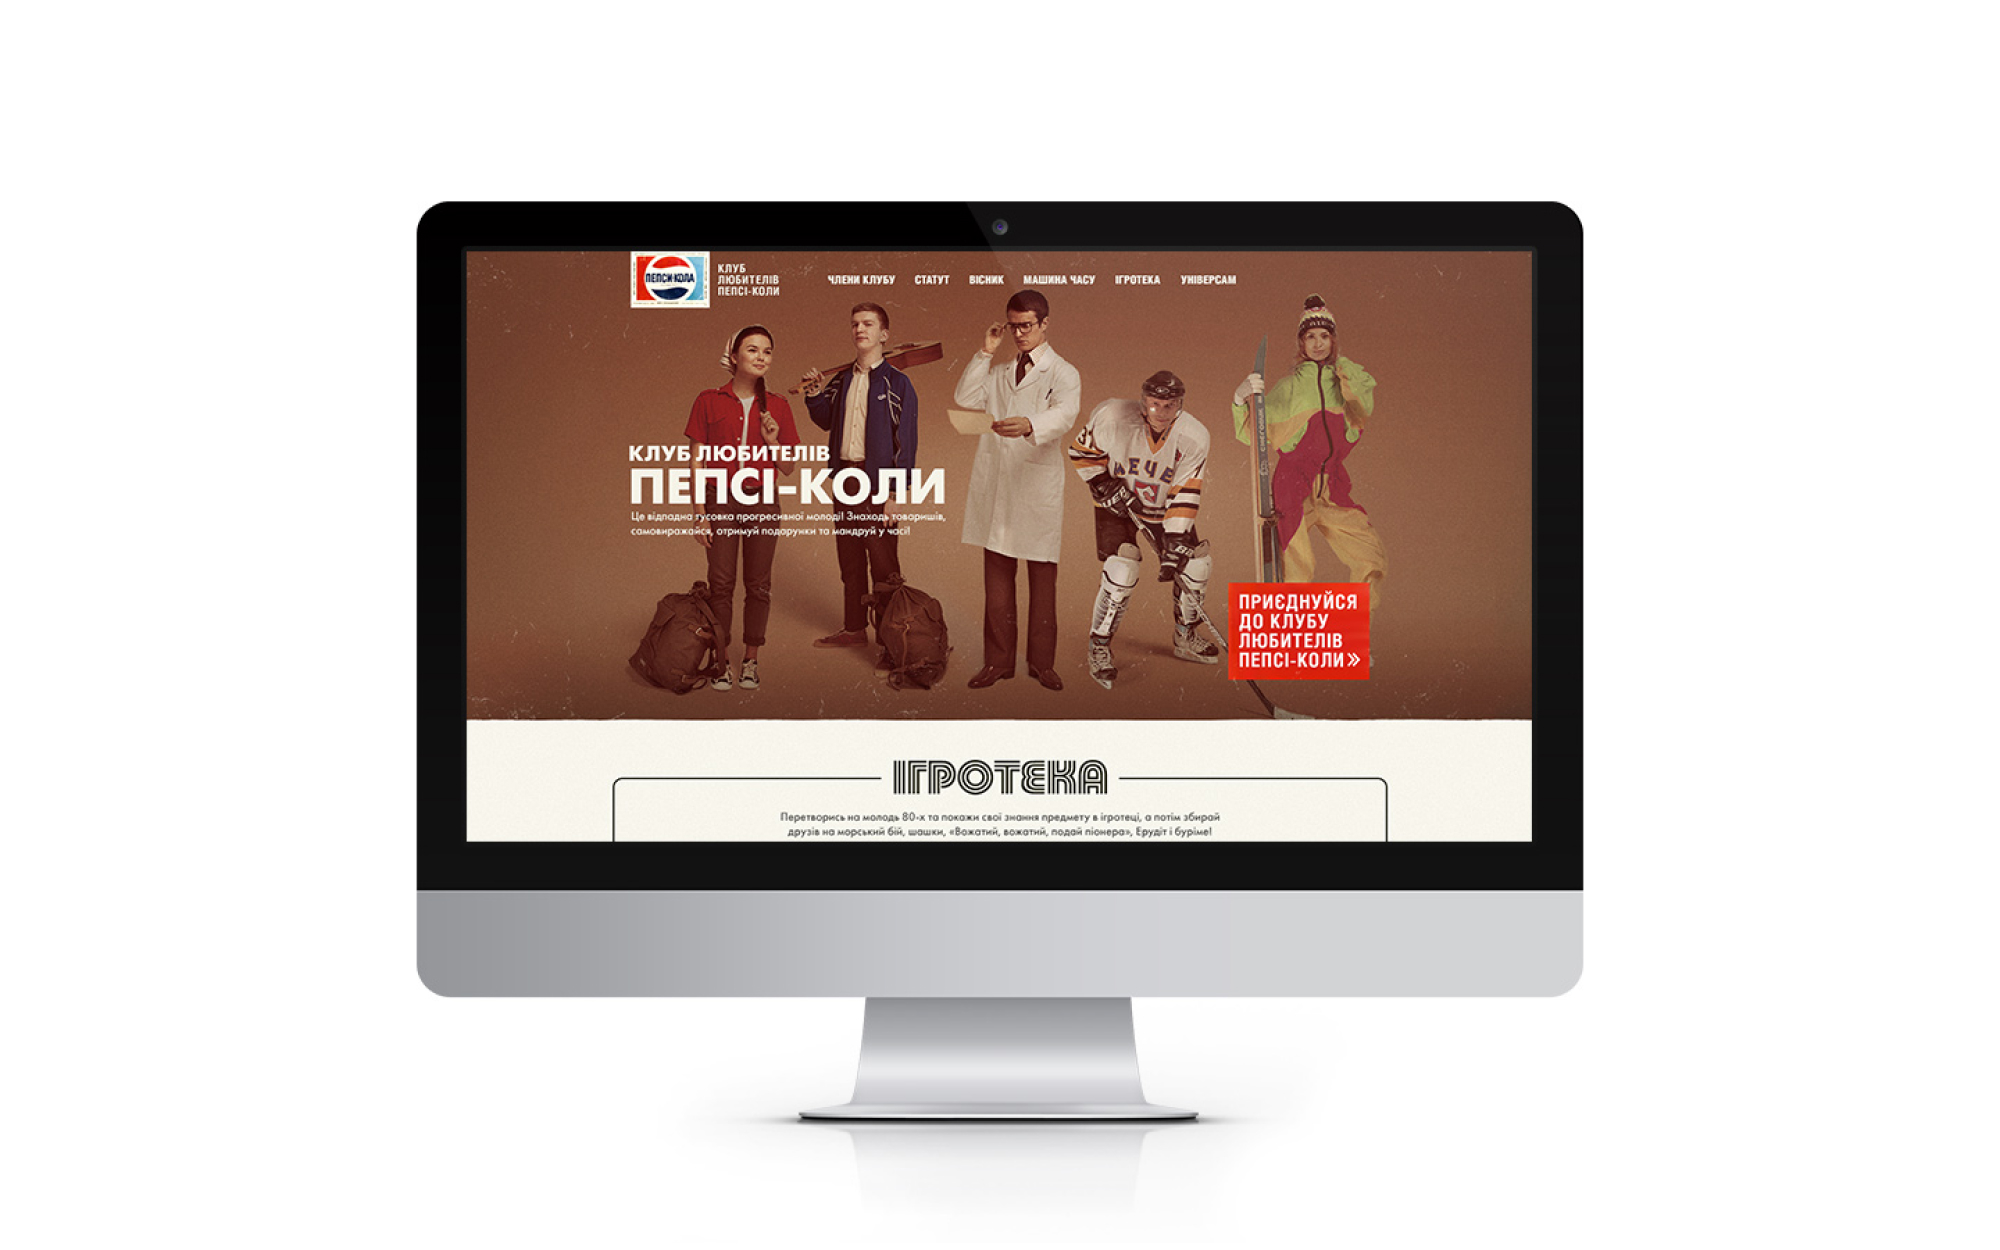 ПЕПСИ-КОЛА
КЛУБ
ЛЮБИТЕЛІВ
ПЕПСІ-КОЛИ
ЧЛЕНИ КЛУБУ СТАТУТ ВІСНИК МАШИНА ЧАСУ ІГРОТЕКА УНІВЕРСАМ
КЛУБ ЛЮБИТЕЛІВ
ПЕПСІ-КОЛИ
Це відпадна тусовка прогресивної молоді! Знаходь товаришів,
самовиражайся, отримуй подарунки та мандруй у часі!
МЕЧЕ
ПРИЄДНУЙСЯ
ДО КЛУБУ
ЛЮБИТЕЛІВ
ПЕПСІ-КОЛИ »
ІГРОТЕКА
Перетворись на молодь 80-х та покажи свої знання предмету в ігротеці, а потім збирай
друзів на морський бій, шашки, «Вожатий, вожатий, подай піонера», Ерудіт і буріме!